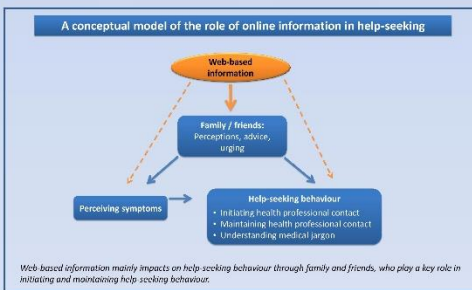 A conceptual model of the role of online information in help-seeking
Web-based
information
Family / friends:
Perceptions, advice,
urging
Perceiving symptoms
Help-seeking behaviour
• Initiating health professional contact
• Maintaining health professional contact
• Understanding medical jargon
Web-based information mainly impacts on help-seeking behaviour through family and friends, who play a key role in
initiating and maintaining help-seeking behaviour.